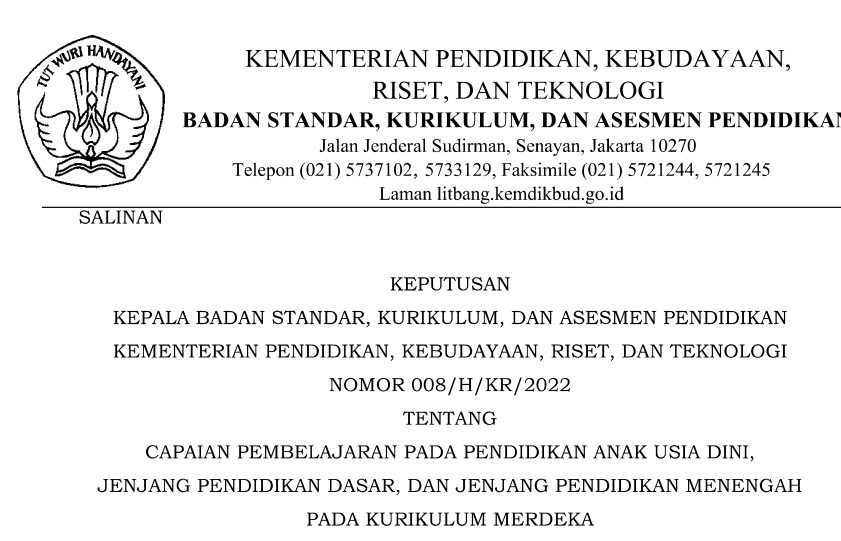 TUT WURI HANDAYANI
KEMENTERIAN PENDIDIKAN, KEBUDAYAAN,
RISET, DAN TEKNOLOGI
BADAN STANDAR, KURIKULUM, DAN ASESMEN PENDIDIKAN
Jalan Jenderal Sudirman, Senayan, Jakarta 10270
Telepon (021) 5737102, 5733129, Faksimile (021) 5721244, 5721245
Laman litbang.kemdikbud.go.id
SALINAN
KEPUTUSAN
KEPALA BADAN STANDAR, KURIKULUM, DAN ASESMEN PENDIDIKAN
KEMENTERIAN PENDIDIKAN, KEBUDAYAAN, RISET, DAN TEKNOLOGI
NOMOR 008/H/KR/2022
TENTANG
CAPAIAN PEMBELAJARAN PADA PENDIDIKAN ANAK USIA DINI,
JENJANG PENDIDIKAN DASAR, DAN JENJANG PENDIDIKAN MENENGAH
PADA KURIKULUM MERDEKA